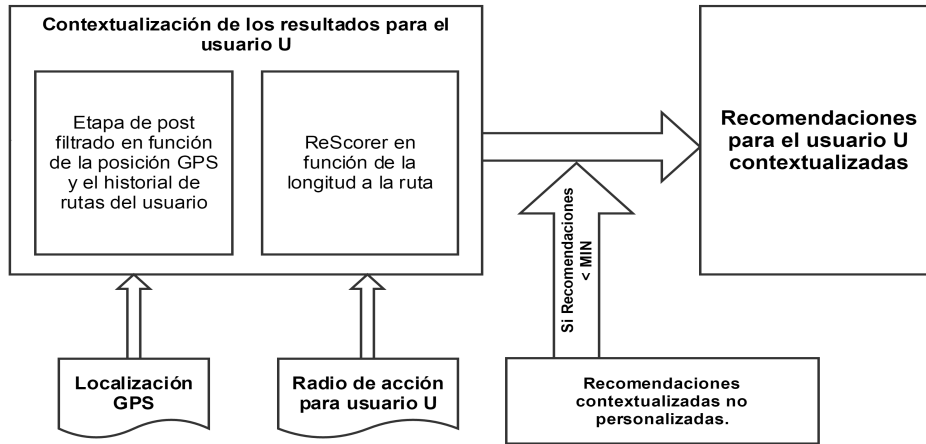 Contextualización de los resultados para el
usuario U
Etapa de post
filtrado en función
de la posición GPS
y el historial de
rutas del usuario
ReScorer en
función de la
longitud a la ruta
Recomendaciones
para el usuario U
contextualizadas
Si Recomendaciones
< MIN
Localización
GPS
Radio de acción
para usuario U
Recomendaciones
contextualizadas no
personalizadas.